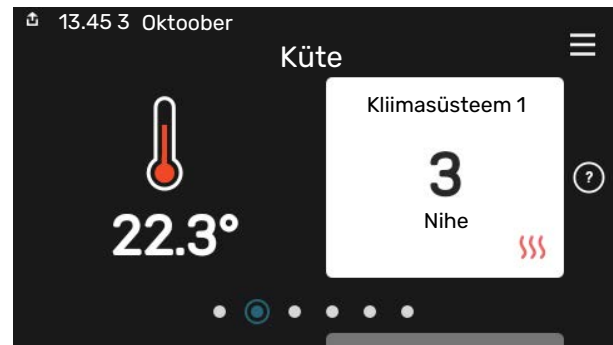 13.45 3 Oktoober
Küte
Kliimasüsteem 1
3
Nihe
22.3°
?